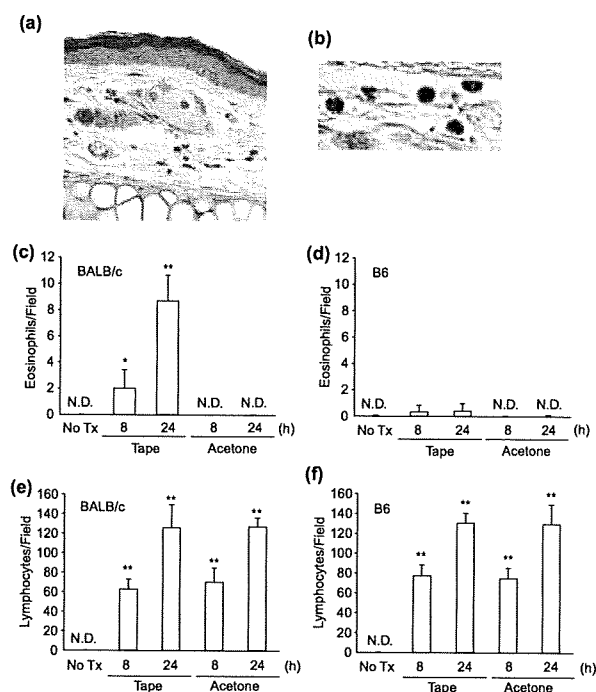 (a)
(b)
(c)
BALB/c
Eosinophils/Field
12
10
8
6
4
2
0
N.D.
*
**
N.D.
N.D.
No Tx
8
24
8
24
(h)
Tape
Acetone
(d)
B6
Eosinophils/Field
12
10
8
6
4
2
0
N.D.
N.D.
N.D.
No Tx
8
24
8
24
(h)
Tape
Acetone
(e)
BALB/c
Lymphocytes/Field
160
140
120
100
80
60
40
20
0
N.D.
**
**
**
**
No Tx
8
24
8
24
(h)
Tape
Acetone
(f)
B6
Lymphocytes/Field
160
140
120
100
80
60
40
20
0
N.D.
**
**
**
**
No Tx
8
24
8
24
(h)
Tape
Acetone